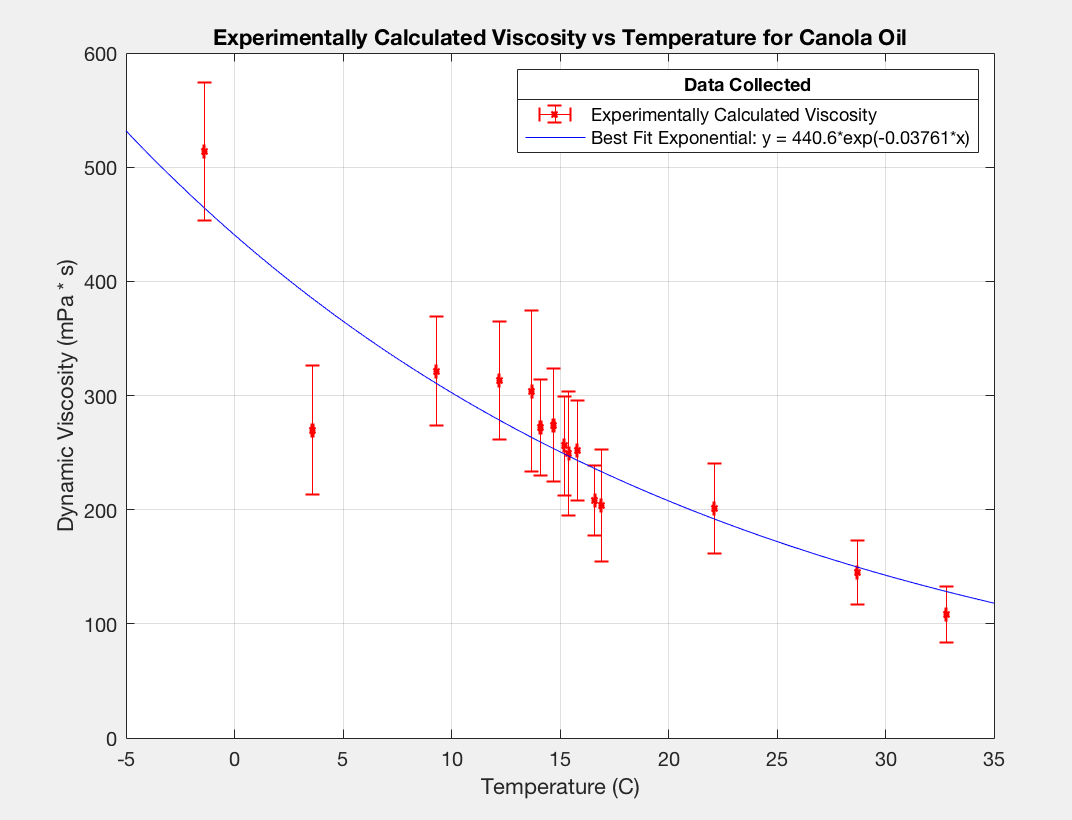 Experimentally Calculated Viscosity vs Temperature for Canola Oil
Data Collected
Experimentally Calculated Viscosity
Best Fit Exponential: y = 440.6*exp(-0.03761*x)
Dynamic Viscosity (mPa * s)
600
500
400
300
200
100
0
-5 0 5 10 15 20 25 30 35
Temperature (C)